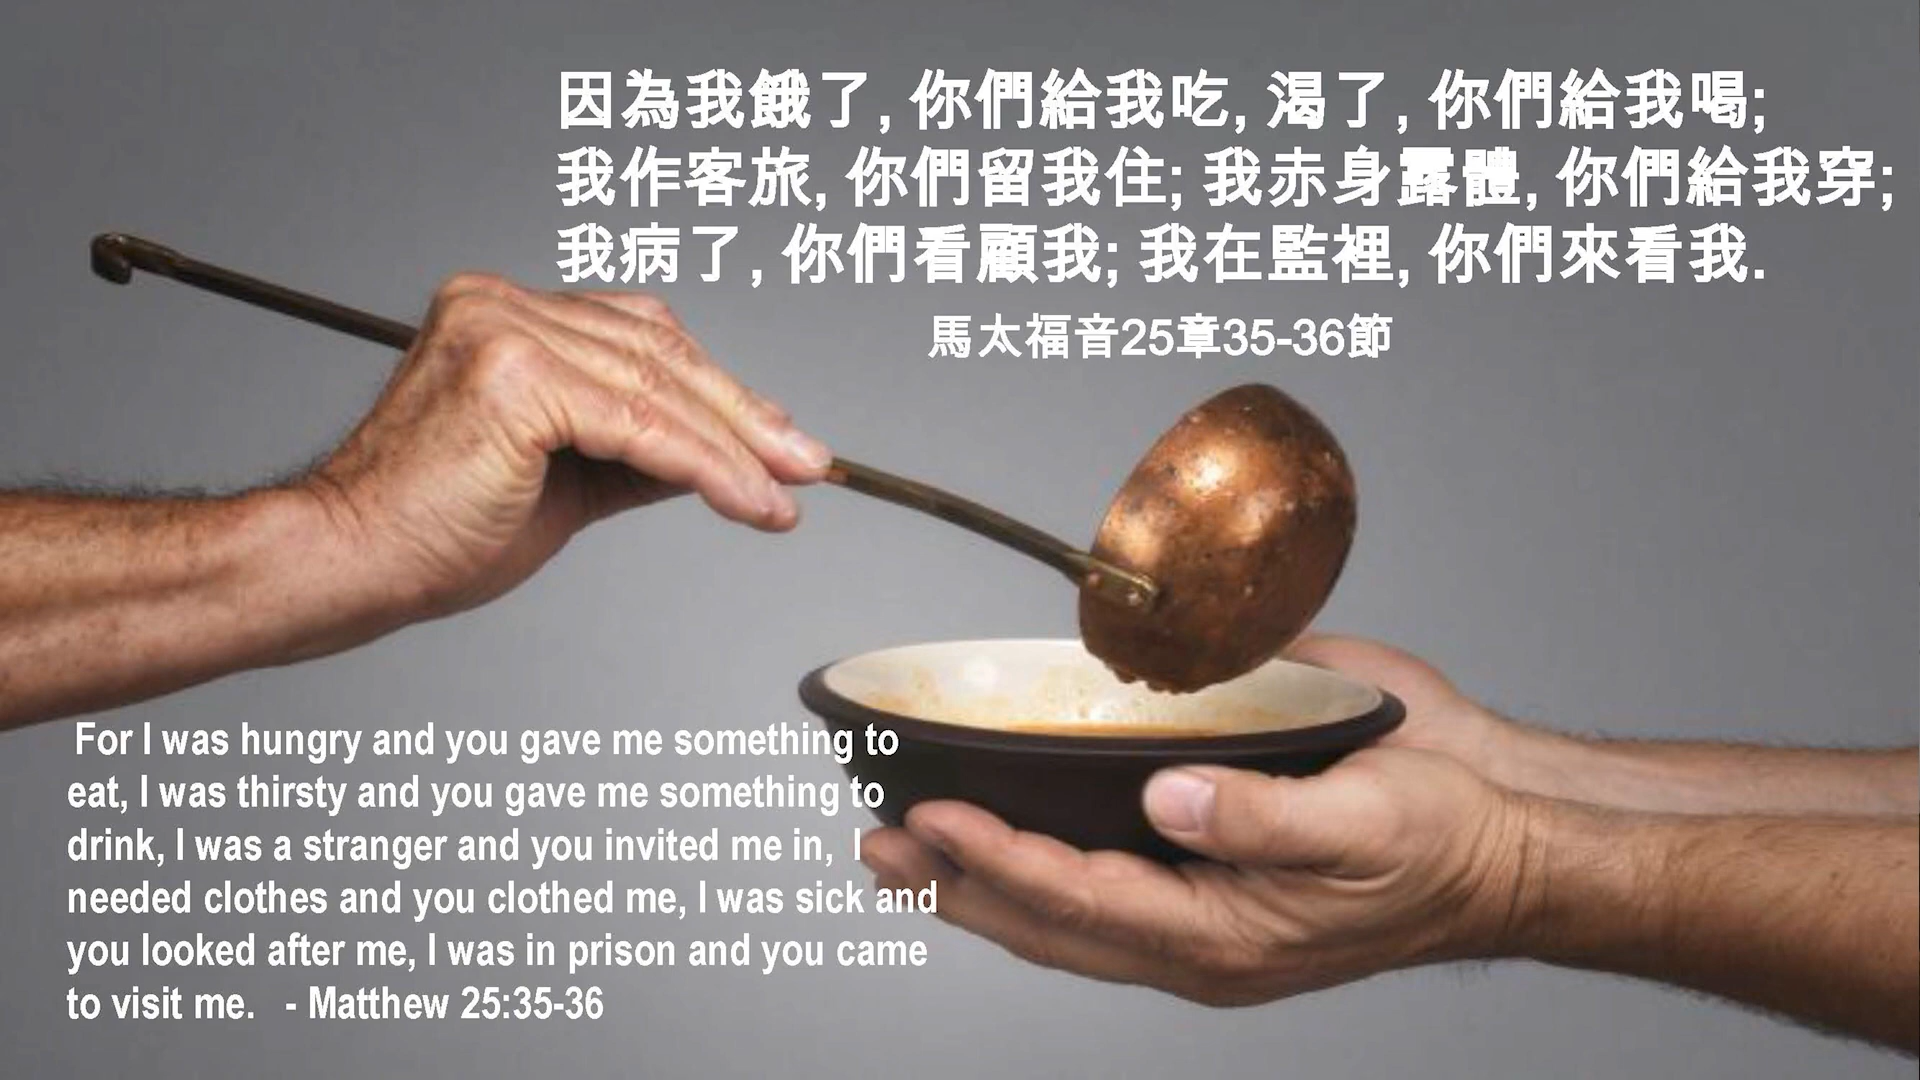 因為我餓了, 你們給我吃, 渴了, 你們給我喝;
我作客旅, 你們留我住; 我赤身露體, 你們給我穿;
我病了, 你們看顧我; 我在監裡, 你們來看我.
馬太福音25章35-36節
For I was hungry and you gave me something to
eat, I was thirsty and you gave me something to
drink, I was a stranger and you invited me in, I
needed clothes and you clothed me, I was sick and
you looked after me, I was in prison and you came
to visit me. - Matthew 25:35-36